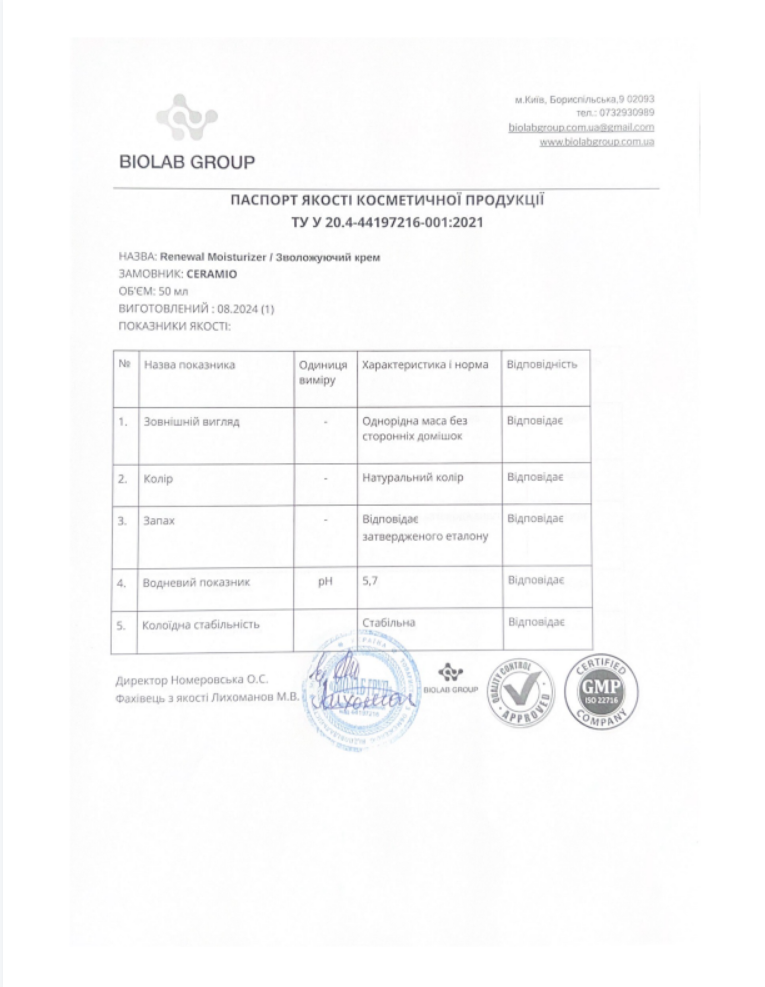 м.Київ, Бориспільська,9 02093
тел.: 0732930989
biolabgroup.com.ua@gmail.com
www.biolabgroup.com.ua
BIOLAB GROUP
ПАСПОРТ ЯКОСТІ КОСМЕТИЧНОЇ ПРОДУКЦІЇ
ТУ У 20.4-44197216-001:2021
НАЗВА: Renewal Moisturizer / Зволожуючий крем
ЗАМОВНИК: CERAMIO
ОБ'ЄМ: 50 мл
ВИГОТОВЛЕНИЙ : 08.2024 (1)
ПОКАЗНИКИ ЯКОСТІ:
№ Назва показника Одиниця виміру Характеристика і норма Відповідність
1. Зовнішній вигляд - Однорідна маса без сторонніх домішок Відповідає
2. Колір - Натуральний колір Відповідає
3. Запах - Відповідає затвердженого еталону Відповідає
4. Водневий показник pH 5,7 Відповідає
5. Колоїдна стабільність Стабільна Відповідає
Директор Номеровська О.С.
Фахівець з якості Лихоманов М.В.
УКРАЇНА
44197216
BIOLAB GROUP
QUALITY CONTROL
APPROVED
CERTIFIED
GMP
ISO 22716
COMPANY